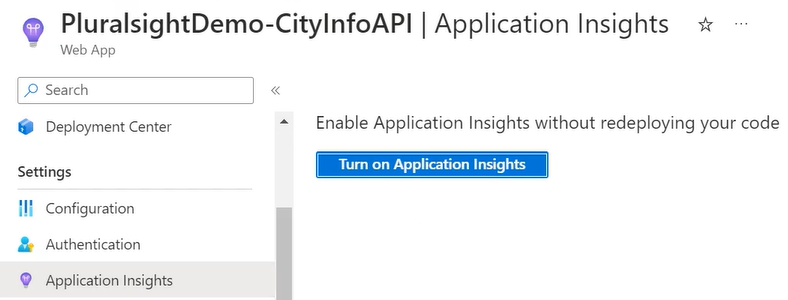 PluralsightDemo-CityInfoAPI | Application Insights
Web App
Search
Deployment Center
Settings
Configuration
Authentication
Application Insights
Enable Application Insights without redeploying your code
Turn on Application Insights